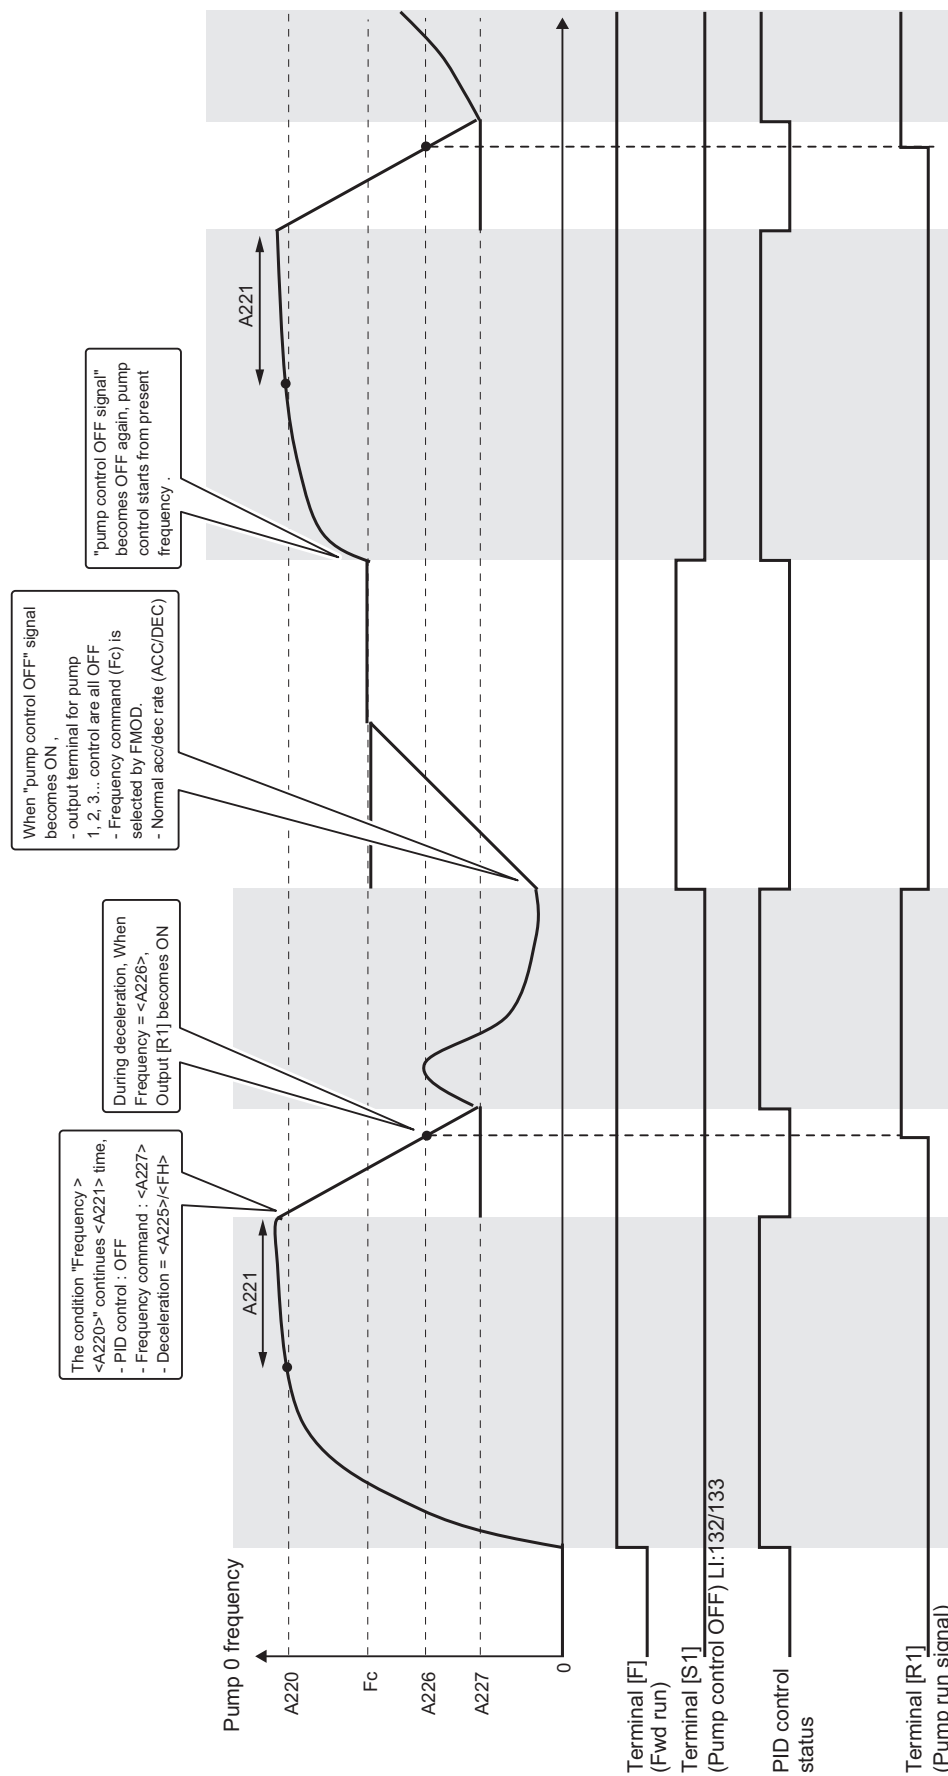 The condition "Frequency >
<A220>" continues <A221> time,
- PID control : OFF
- Frequency command : <A227>
- Deceleration = <A225>/<FH>
During deceleration, When
Frequency = <A226>,
Output [R1] becomes ON
When "pump control OFF" signal
becomes ON ,
- output terminal for pump
1, 2, 3... control are all OFF
- Frequency command (Fc) is
selected by FMOD.
- Normal acc/dec rate (ACC/DEC)
"pump control OFF signal"
becomes OFF again, pump
control starts from present
frequency .
Pump 0 frequency
A221
A221
A220
Fc
A226
A227
0
Terminal [F]
(Fwd run)
Terminal [S1]
(Pump control OFF) LI:132/133
PID control
status
Terminal [R1]
(Pump run signal)